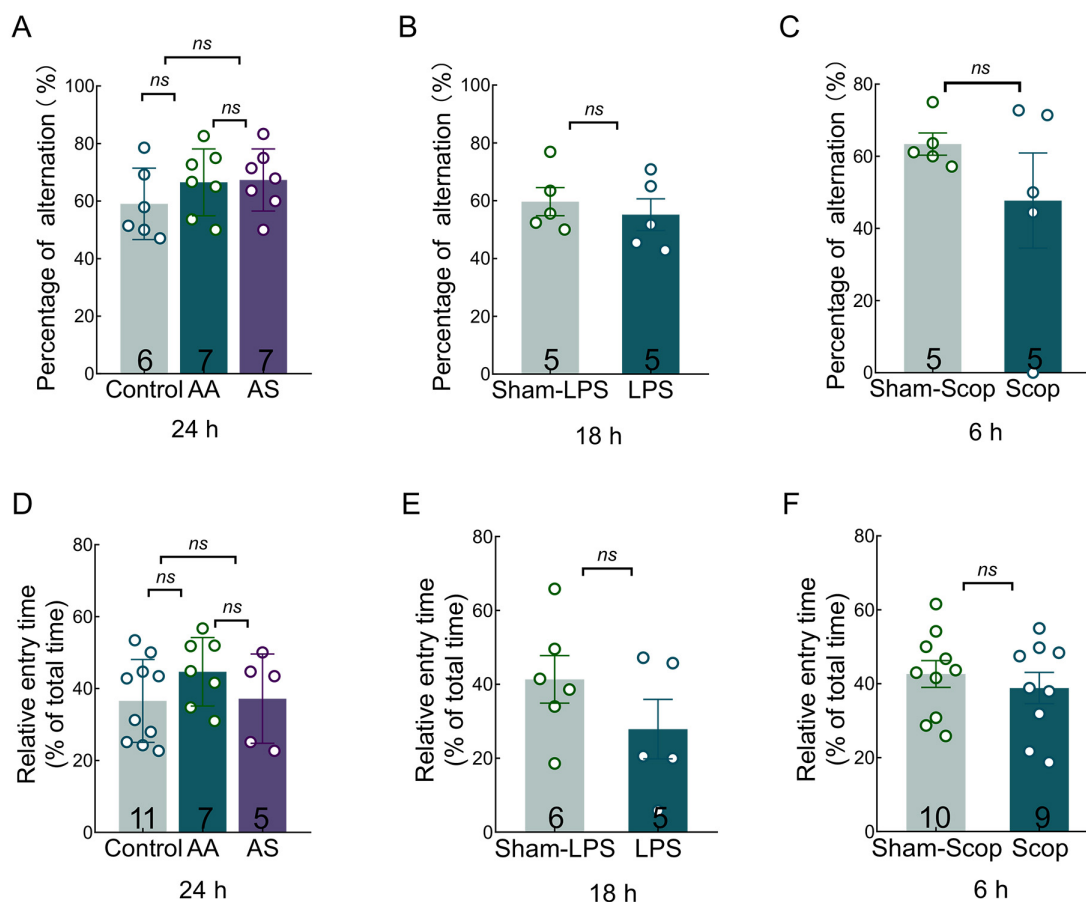 A
ns
ns
ns
Percentage of alternation (%)
100
80
60
40
20
0
6
7
7
Control AA AS
24 h
B
ns
Percentage of alternation (%)
100
80
60
40
20
0
5
5
Sham-LPS LPS
18 h
C
ns
Percentage of alternation (%)
80
60
40
20
0
5
5
Sham-Scop Scop
6 h
D
ns
ns
ns
Relative entry time
(% of total time)
80
60
40
20
0
11
7
5
Control AA AS
24 h
E
ns
Relative entry time
(% of total time)
80
60
40
20
0
6
5
Sham-LPS LPS
18 h
F
ns
Relative entry time
(% of total time)
80
60
40
20
0
10
9
Sham-Scop Scop
6 h